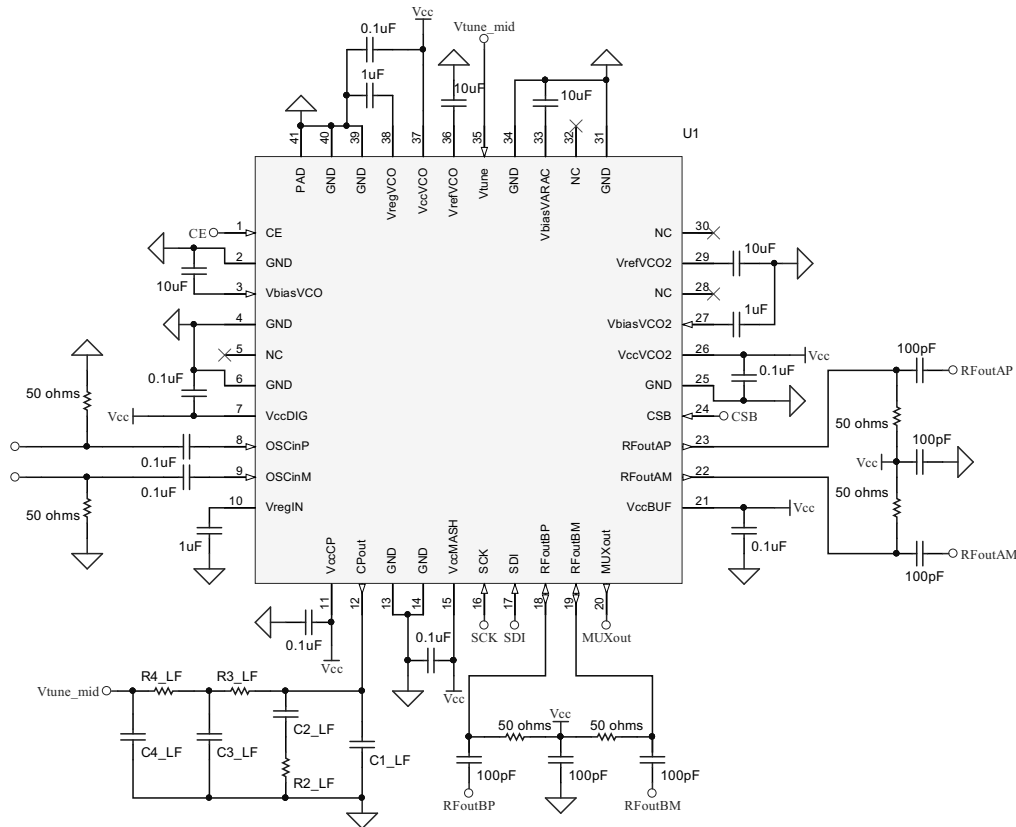 Vcc
0.1uF
Vtune_mid
1uF
10uF
10uF
U1
41
40
39
38
37
36
35
34
33
32
31
PAD
GND
GND
VregVCO
VccVCO
VrefVCO
Vtune
GND
VbiasVARAC
NC
GND
CE
1
CE
2
GND
10uF
3
VbiasVCO
4
GND
5
NC
0.1uF
6
GND
50 ohms
Vcc
7
VccDIG
8
OSCinP
0.1uF
9
OSCinM
0.1uF
50 ohms
10
VregIN
1uF
NC
30
VrefVCO2
29
10uF
NC
28
VbiasVCO2
27
1uF
VccVCO2
26
Vcc
0.1uF
GND
25
CSB
24
CSB
RFoutAP
23
RFoutAM
22
VccBUF
21
Vcc
0.1uF
100pF
RFoutAP
50 ohms
100pF
Vcc
50 ohms
RFoutAM
100pF
VccCP
CPout
GND
GND
VccMASH
SCK
SDI
RFoutBP
RFoutBM
MUXout
11
12
13
14
15
16
17
18
19
20
0.1uF
Vcc
0.1uF
Vcc
SCK
SDI
MUXout
Vtune_mid
R4_LF
R3_LF
C2_LF
C4_LF
C3_LF
C1_LF
R2_LF
50 ohms
Vcc
50 ohms
100pF
100pF
100pF
RFoutBP
RFoutBM